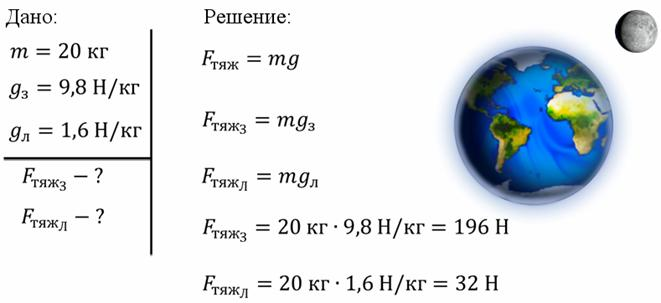 Дано:
m = 20 кг
gз = 9,8 Н/кг
gл = 1,6 Н/кг
Fтяжз − ?
Fтяжл − ?
Решение:
Fтяж = mg
Fтяжз = mgз
Fтяжл = mgл
Fтяжз = 20 кг · 9,8 Н/кг = 196 Н
Fтяжл = 20 кг · 1,6 Н/кг = 32 Н